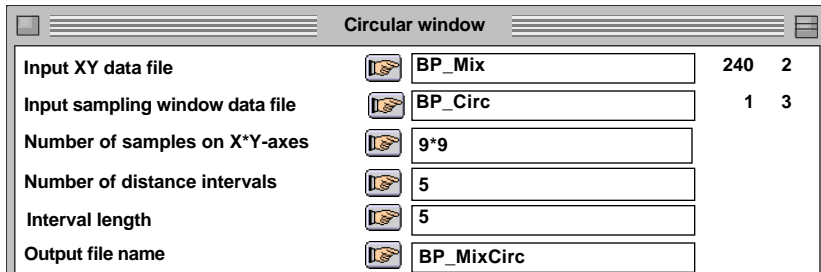 Circular window
Input XY data file BP_Mix 240 2
Input sampling window data file BP_Circ 1 3
Number of samples on X*Y-axes 9*9
Number of distance intervals 5
Interval length 5
Output file name BP_MixCirc